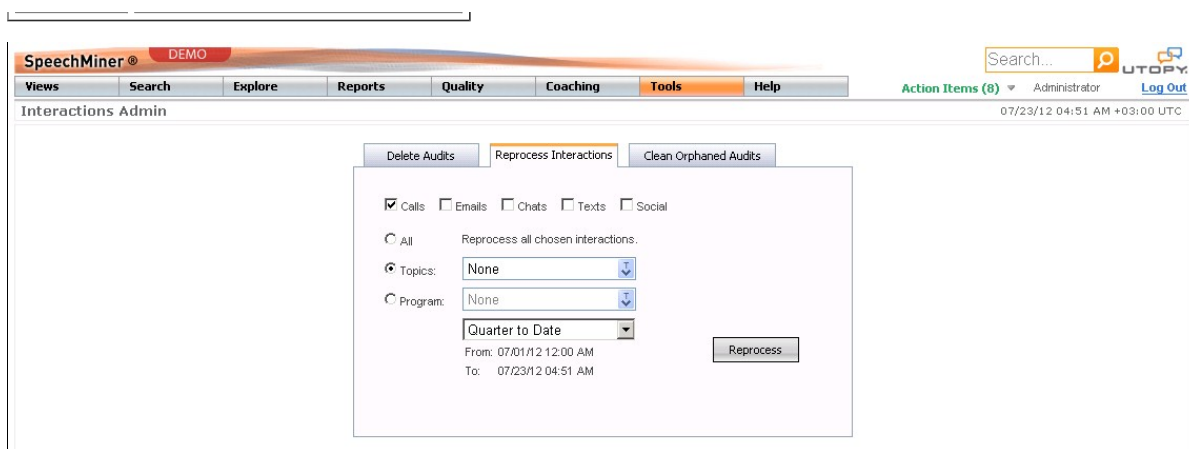 SpeechMiner ® DEMO Search... UTOPY.
Views Search Explore Reports Quality Coaching Tools Help Action Items (8) Administrator Log Out
Interactions Admin 07/23/12 04:51 AM +03:00 UTC
Delete Audits Reprocess Interactions Clean Orphaned Audits
Calls Emails Chats Texts Social
All Reprocess all chosen interactions.
Topics: None T
Program: None T
Quarter to Date
From: 07/01/12 12:00 AM Reprocess
To: 07/23/12 04:51 AM